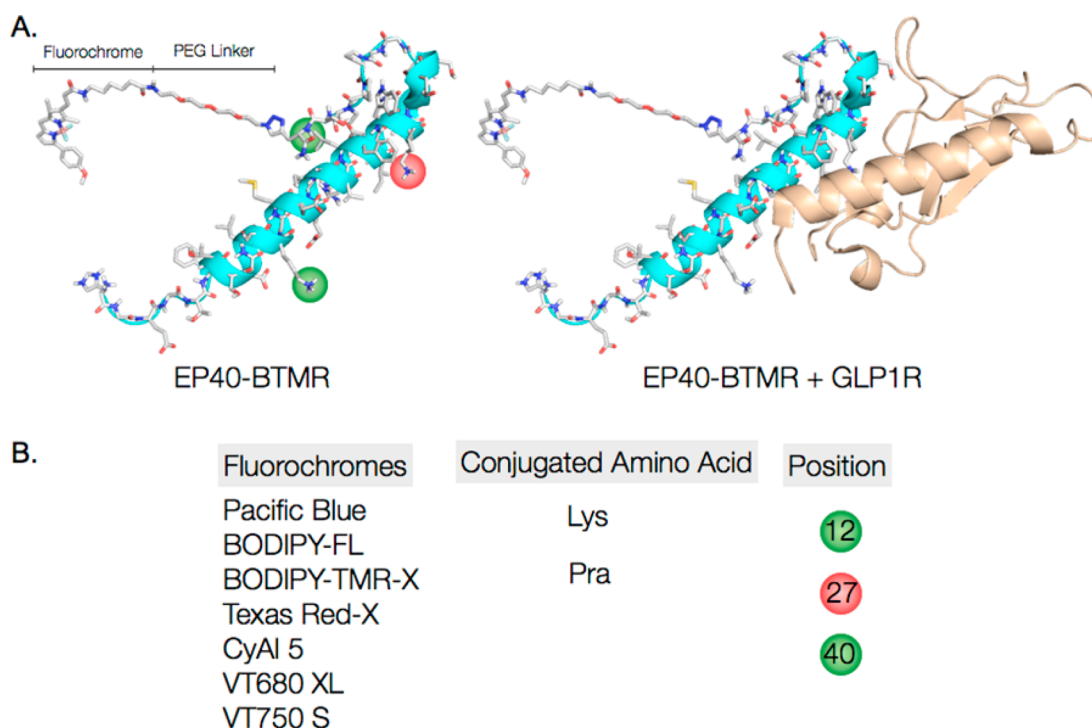 A.
Fluorochrome PEG Linker
EP40-BTMR
EP40-BTMR + GLP1R
B.
Fluorochromes
Pacific Blue
BODIPY-FL
BODIPY-TMR-X
Texas Red-X
CyAl 5
VT680 XL
VT750 S
Conjugated Amino Acid
Lys
Pra
Position
12
27
40